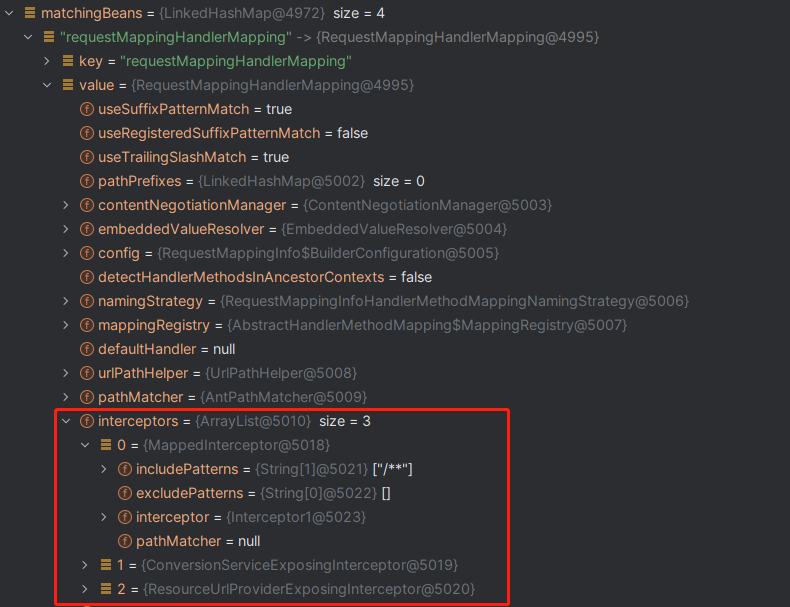 matchingBeans = {LinkedHashMap@4972} size = 4
"requestMappingHandlerMapping" -> {RequestMappingHandlerMapping@4995}
key = "requestMappingHandlerMapping"
value = {RequestMappingHandlerMapping@4995}
f useSuffixPatternMatch = true
f useRegisteredSuffixPatternMatch = false
f useTrailingSlashMatch = true
f pathPrefixes = {LinkedHashMap@5002} size = 0
f contentNegotiationManager = {ContentNegotiationManager@5003}
f embeddedValueResolver = {EmbeddedValueResolver@5004}
f config = {RequestMappingInfo$BuilderConfiguration@5005}
f detectHandlerMethodsInAncestorContexts = false
f namingStrategy = {RequestMappingInfoHandlerMethodMappingNamingStrategy@5006}
f mappingRegistry = {AbstractHandlerMethodMapping$MappingRegistry@5007}
f defaultHandler = null
f urlPathHelper = {UrlPathHelper@5008}
f pathMatcher = {AntPathMatcher@5009}
f interceptors = {ArrayList@5010} size = 3
0 = {MappedInterceptor@5018}
f includePatterns = {String[1]@5021} ["/**"]
f excludePatterns = {String[0]@5022} []
f interceptor = {Interceptor1@5023}
f pathMatcher = null
1 = {ConversionServiceExposingInterceptor@5019}
2 = {ResourceUrlProviderExposingInterceptor@5020}